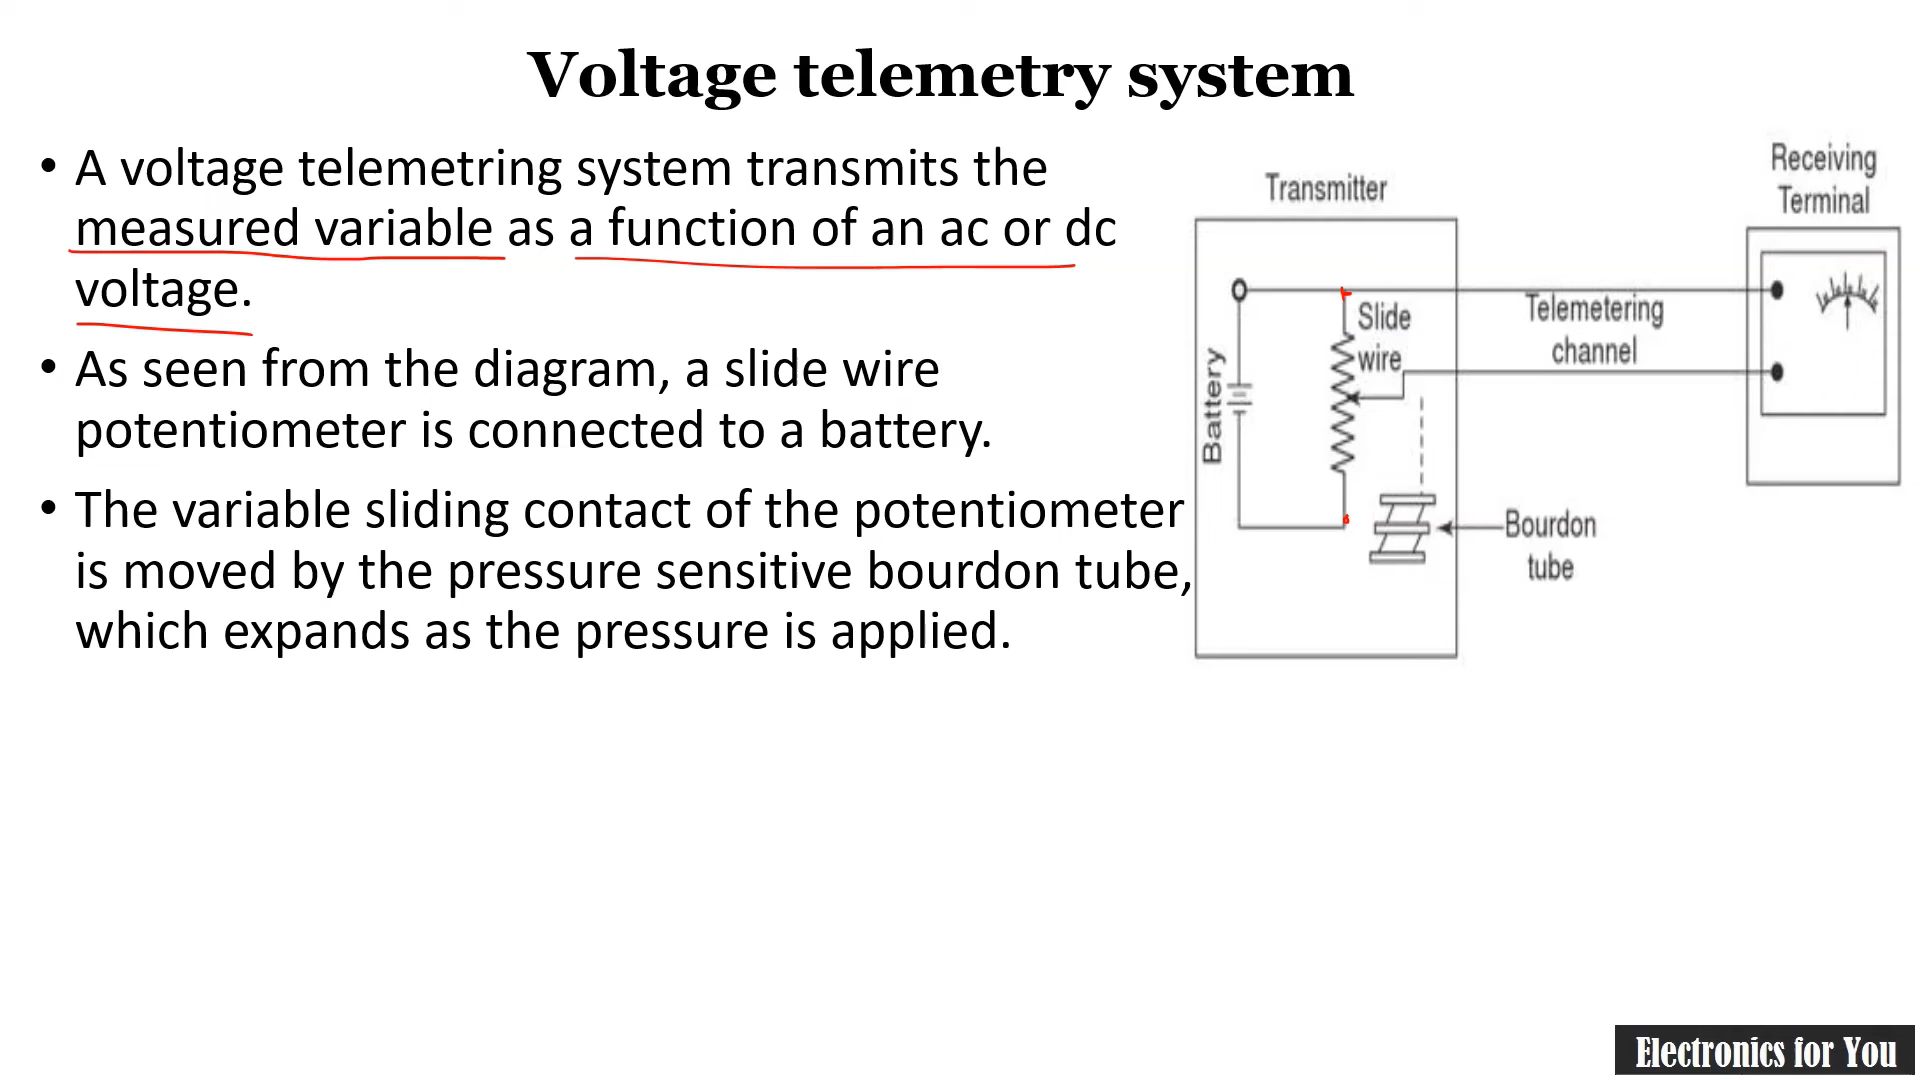 Voltage telemetry system
• A voltage telemetring system transmits the
measured variable as a function of an ac or dc
voltage.
• As seen from the diagram, a slide wire
potentiometer is connected to a battery.
• The variable sliding contact of the potentiometer
is moved by the pressure sensitive bourdon tube,
which expands as the pressure is applied.
Transmitter
Receiving
Terminal
Battery
Slide
wire
Telemetering
channel
Bourdon
tube
Electronics for You